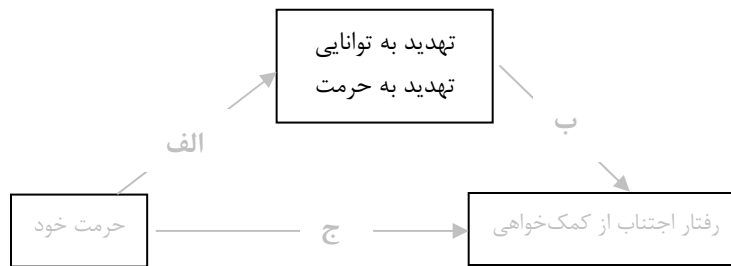 تهدید به توانایی
تهدید به حرمت
الف
ب
حرمت خود
ج
رفتار اجتناب از کمک‌خواهی